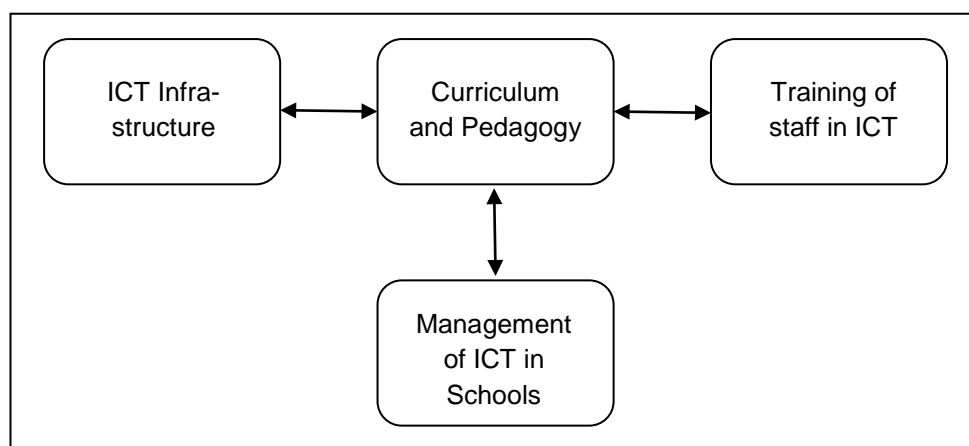 ICT Infra-
structure
Curriculum
and Pedagogy
Training of
staff in ICT
Management
of ICT in
Schools